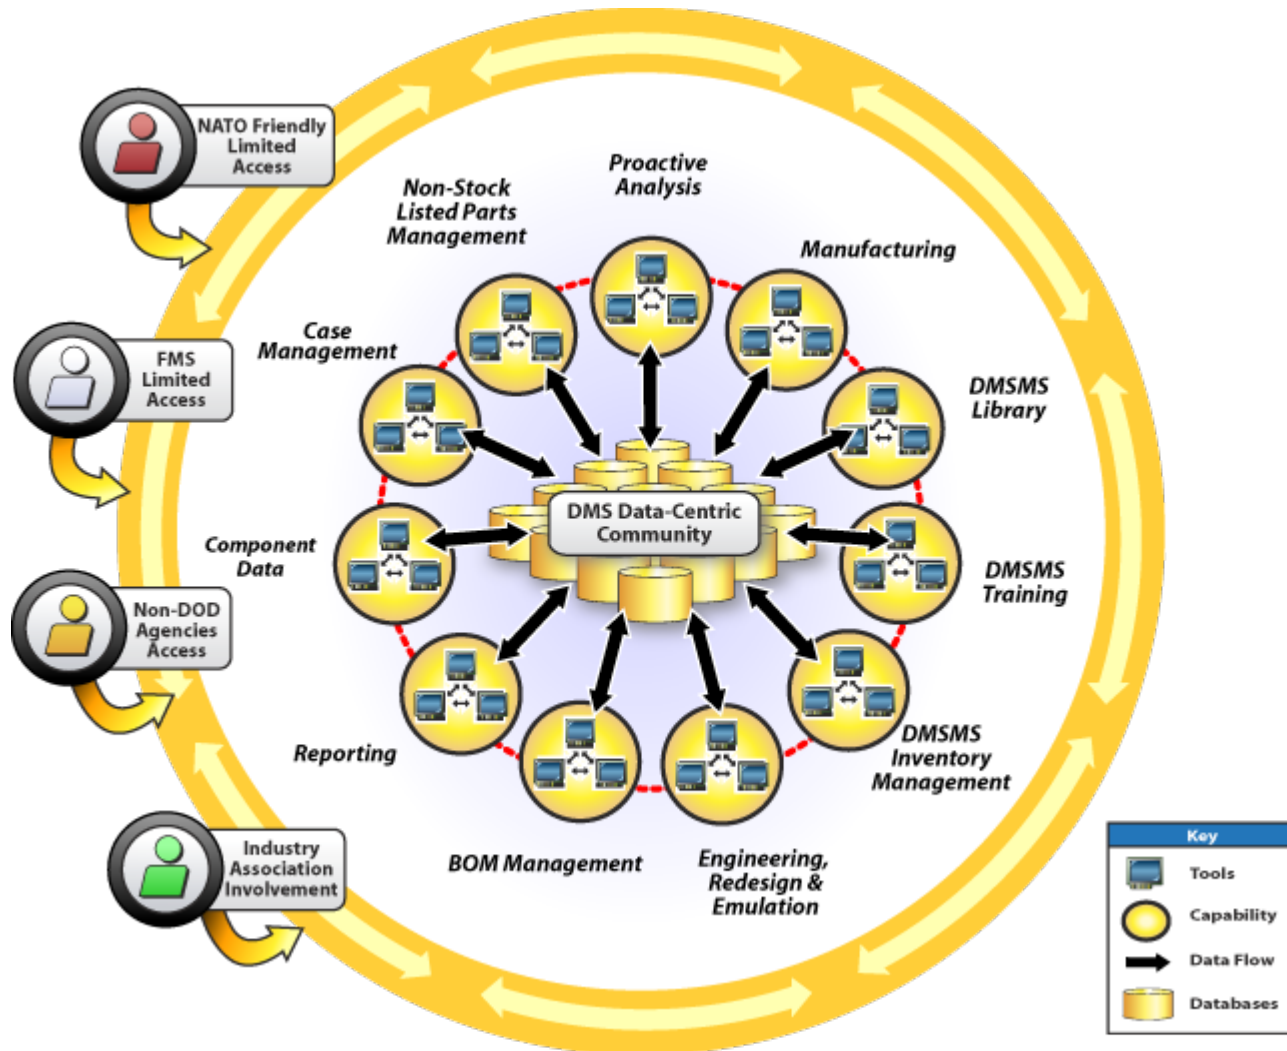 NATO Friendly
Limited
Access
FMS
Limited
Access
Non-DOD
Agencies
Access
Industry
Association
Involvement
Proactive
Analysis
Non-Stock
Listed Parts
Management
Manufacturing
Case
Management
DMSMS
Library
DMS Data-Centric
Community
Component
Data
DMSMS
Training
Reporting
DMSMS
Inventory
Management
BOM Management
Engineering,
Redesign &
Emulation
Key
Tools
Capability
Data Flow
Databases